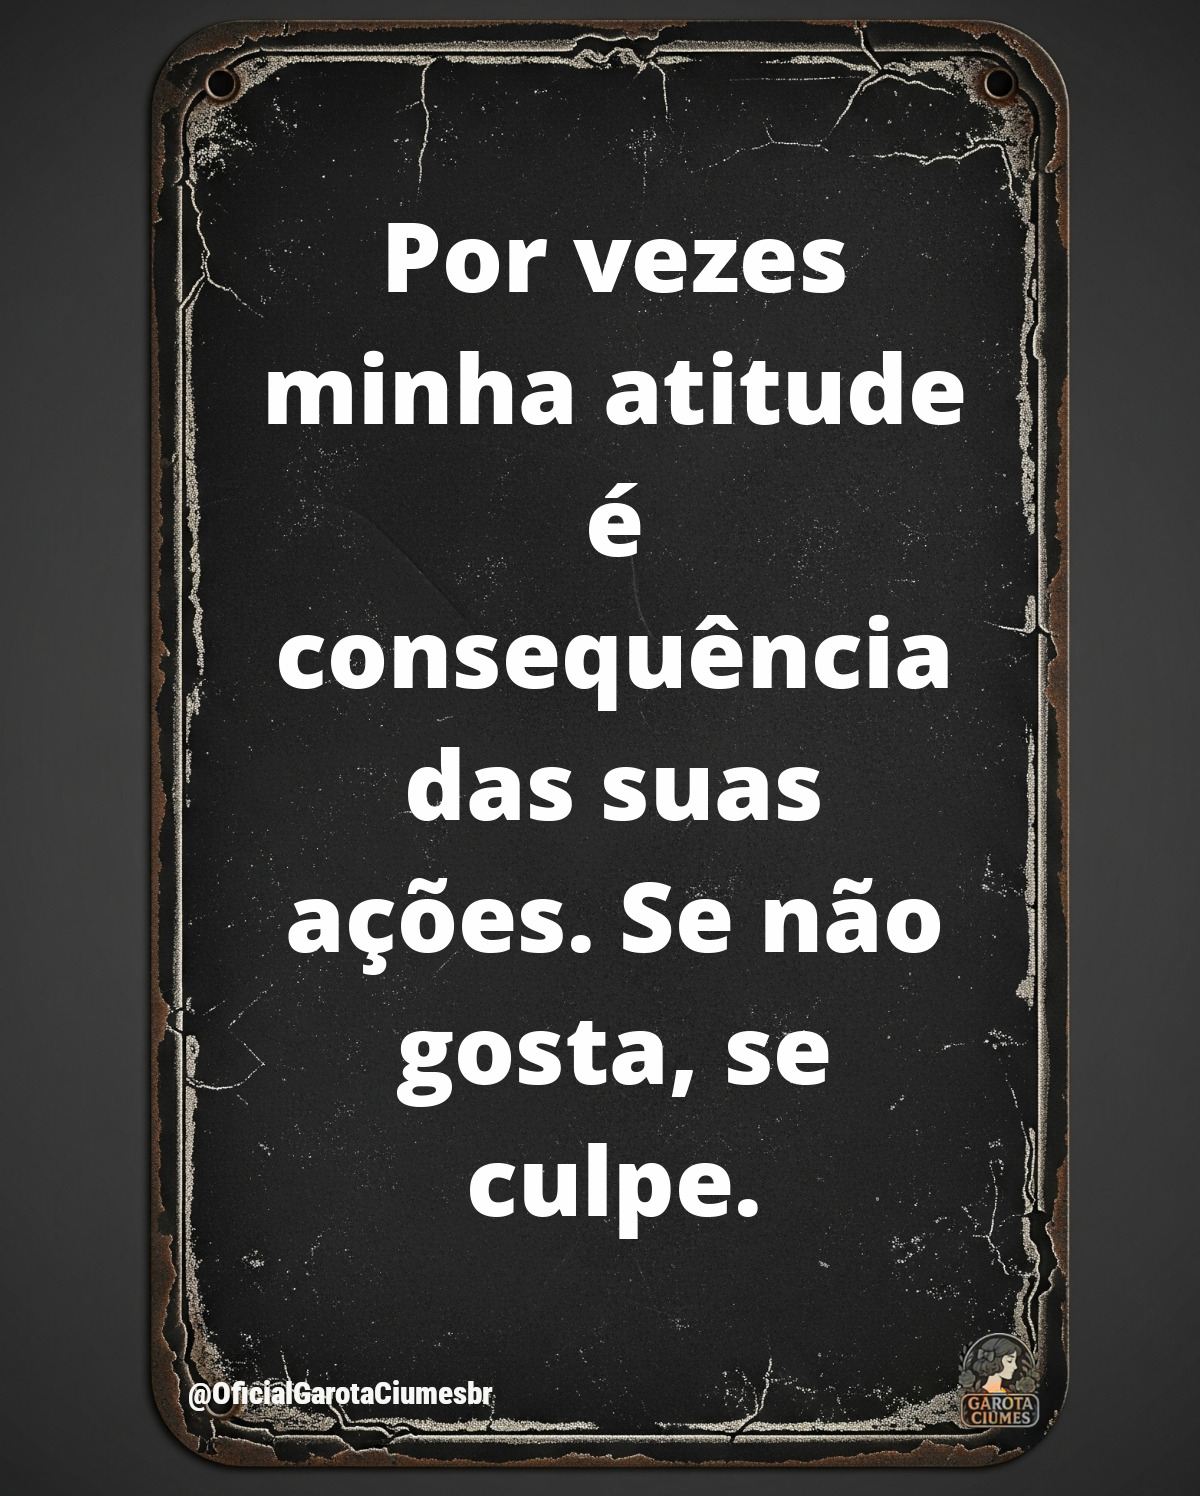 Por vezes
minha atitude
é
consequência
das suas
ações. Se não
gosta, se
culpe.
@OficialGarotaCiumesbr
GAROTA
CIÚMES